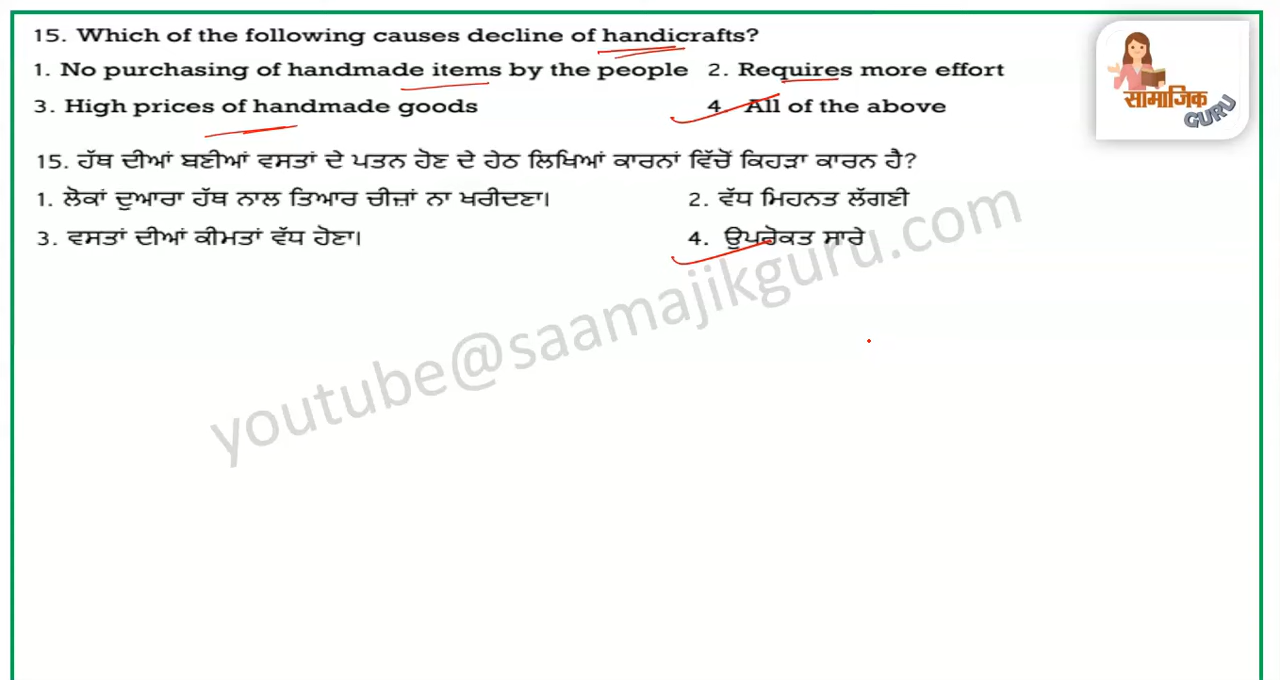 15. Which of the following causes decline of handicrafts?
1. No purchasing of handmade items by the people 2. Requires more effort
3. High prices of handmade goods 4. All of the above
15. ਹੱਥ ਦੀਆਂ ਬਣੀਆਂ ਵਸਤਾਂ ਦੇ ਪਤਨ ਹੋਣ ਦੇ ਹੇਠ ਲਿਖਿਆਂ ਕਾਰਨਾਂ ਵਿੱਚੋਂ ਕਿਹੜਾ ਕਾਰਨ ਹੈ?
1. ਲੋਕਾਂ ਦੁਆਰਾ ਹੱਥ ਨਾਲ ਤਿਆਰ ਚੀਜ਼ਾਂ ਨਾ ਖਰੀਦਣਾ। 2. ਵੱਧ ਮਿਹਨਤ ਲੱਗਣੀ
3. ਵਸਤਾਂ ਦੀਆਂ ਕੀਮਤਾਂ ਵੱਧ ਹੋਣਾ। 4. ਉਪਰੋਕਤ ਸਾਰੇ
youtube@saamajikguru.com
सामाजिक
GURU